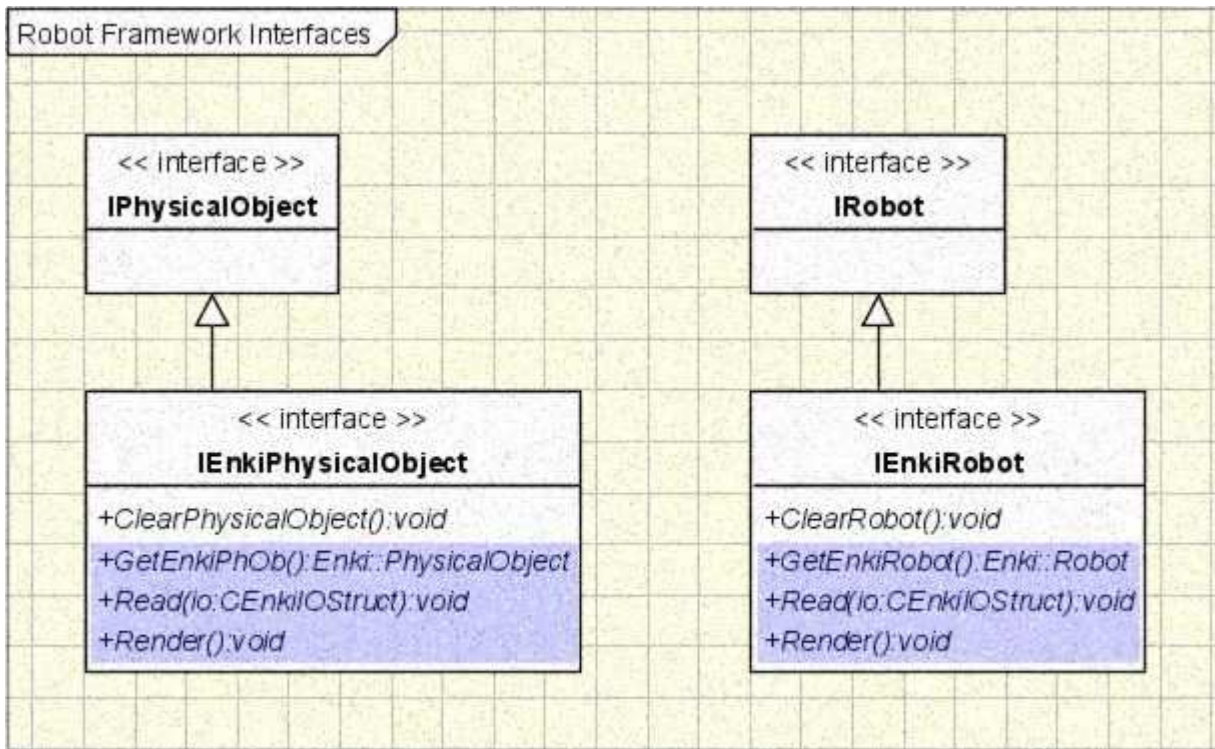 Robot Framework Interfaces
<< interface >>
IPhysicalObject
<< interface >>
IRobot
<< interface >>
IEnkiPhysicalObject
+ClearPhysicalObject():void
+GetEnkiPhOb():Enki::PhysicalObject
+Read(io:CEnkiIOStruct):void
+Render():void
<< interface >>
IEnkiRobot
+ClearRobot():void
+GetEnkiRobot():Enki::Robot
+Read(io:CEnkiIOStruct):void
+Render():void